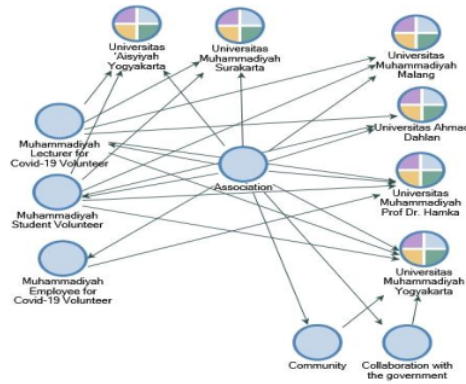 Universitas
'Aisyiyah
Yogyakarta
Universitas
Muhammadiyah
Surakarta
Universitas
Muhammadiyah
Malang
Muhammadiyah
Lecturer for
Covid-19 Volunteer
Universitas Ahmad
Dahlan
Association
Muhammadiyah
Student Volunteer
Universitas
Muhammadiyah
Prof Dr. Hamka
Muhammadiyah
Employee for
Covid-19 Volunteer
Universitas
Muhammadiyah
Yogyakarta
Community
Collaboration with
the government